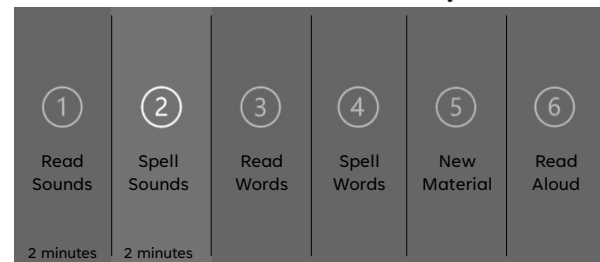 1
Read
Sounds
2 minutes
2
Spell
Sounds
2 minutes
3
Read
Words
4
Spell
Words
5
New
Material
6
Read
Aloud